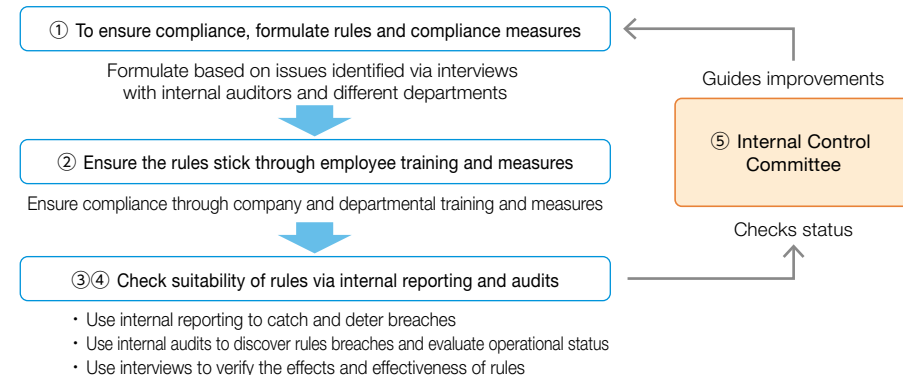 ① To ensure compliance, formulate rules and compliance measures
Formulate based on issues identified via interviews
with internal auditors and different departments
② Ensure the rules stick through employee training and measures
Ensure compliance through company and departmental training and measures
③④ Check suitability of rules via internal reporting and audits
・Use internal reporting to catch and deter breaches
・Use internal audits to discover rules breaches and evaluate operational status
・Use interviews to verify the effects and effectiveness of rules
Guides improvements
⑤ Internal Control
Committee
Checks status